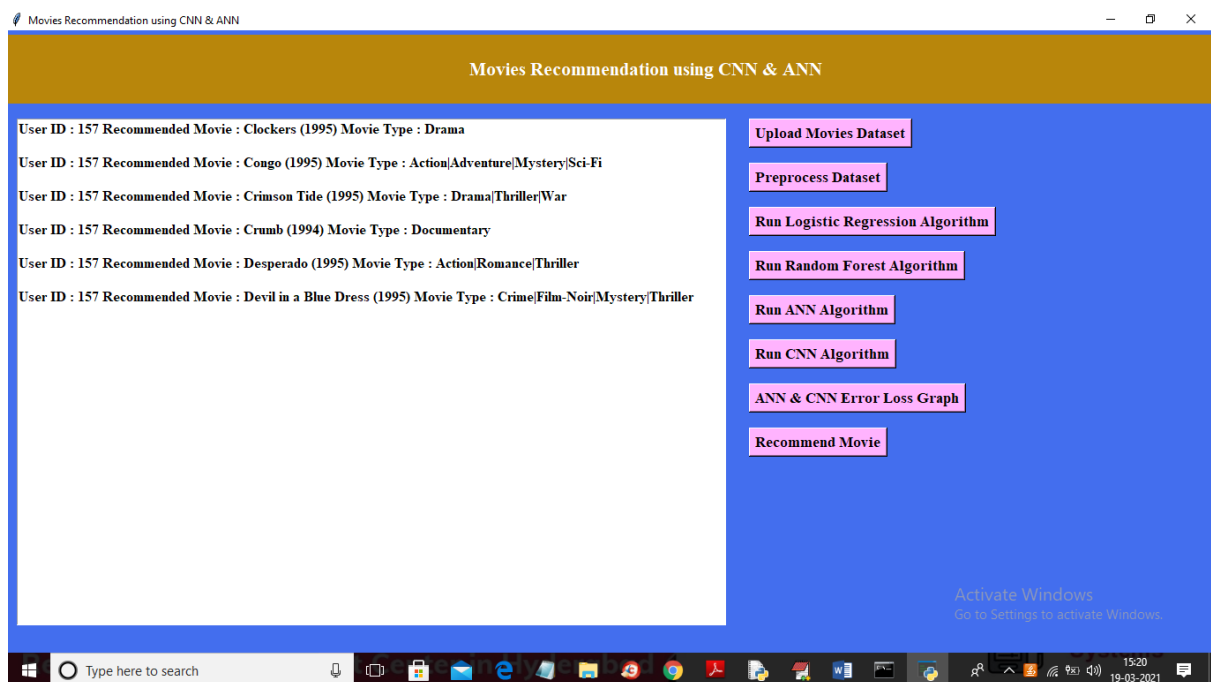 Movies Recommendation using CNN & ANN
Movies Recommendation using CNN & ANN
User ID : 157 Recommended Movie : Clockers (1995) Movie Type : Drama
User ID : 157 Recommended Movie : Congo (1995) Movie Type : Action|Adventure|Mystery|Sci-Fi
User ID : 157 Recommended Movie : Crimson Tide (1995) Movie Type : Drama|Thriller|War
User ID : 157 Recommended Movie : Crumb (1994) Movie Type : Documentary
User ID : 157 Recommended Movie : Desperado (1995) Movie Type : Action|Romance|Thriller
User ID : 157 Recommended Movie : Devil in a Blue Dress (1995) Movie Type : Crime|Film-Noir|Mystery|Thriller
Upload Movies Dataset
Preprocess Dataset
Run Logistic Regression Algorithm
Run Random Forest Algorithm
Run ANN Algorithm
Run CNN Algorithm
ANN & CNN Error Loss Graph
Recommend Movie
Activate Windows
Go to Settings to activate Windows.
Type here to search
15:20
19-03-2021